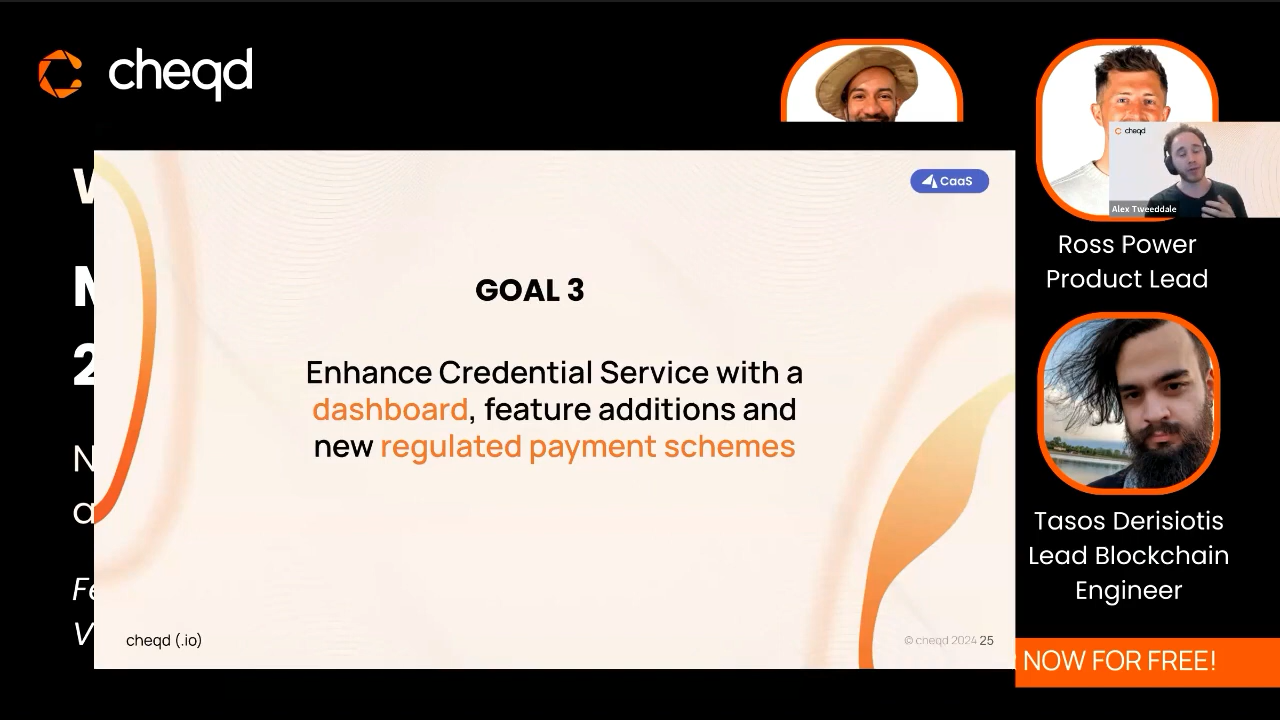 cheqd
CaaS
cheqd
Alex Tweeddale
Ross Power
Product Lead
GOAL 3
Enhance Credential Service with a
dashboard, feature additions and
new regulated payment schemes
Tasos Derisiotis
Lead Blockchain
Engineer
cheqd (.io)
© cheqd 2024 25
NOW FOR FREE!